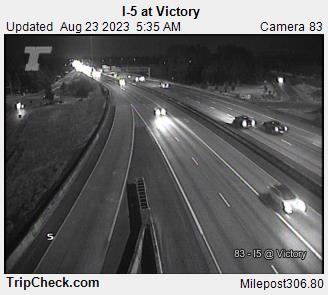 I-5 at Victory
Updated Aug 23 2023 5:35 AM Camera 83
T
S
83 - I5 @ Victory
TripCheck.com Milepost306.80